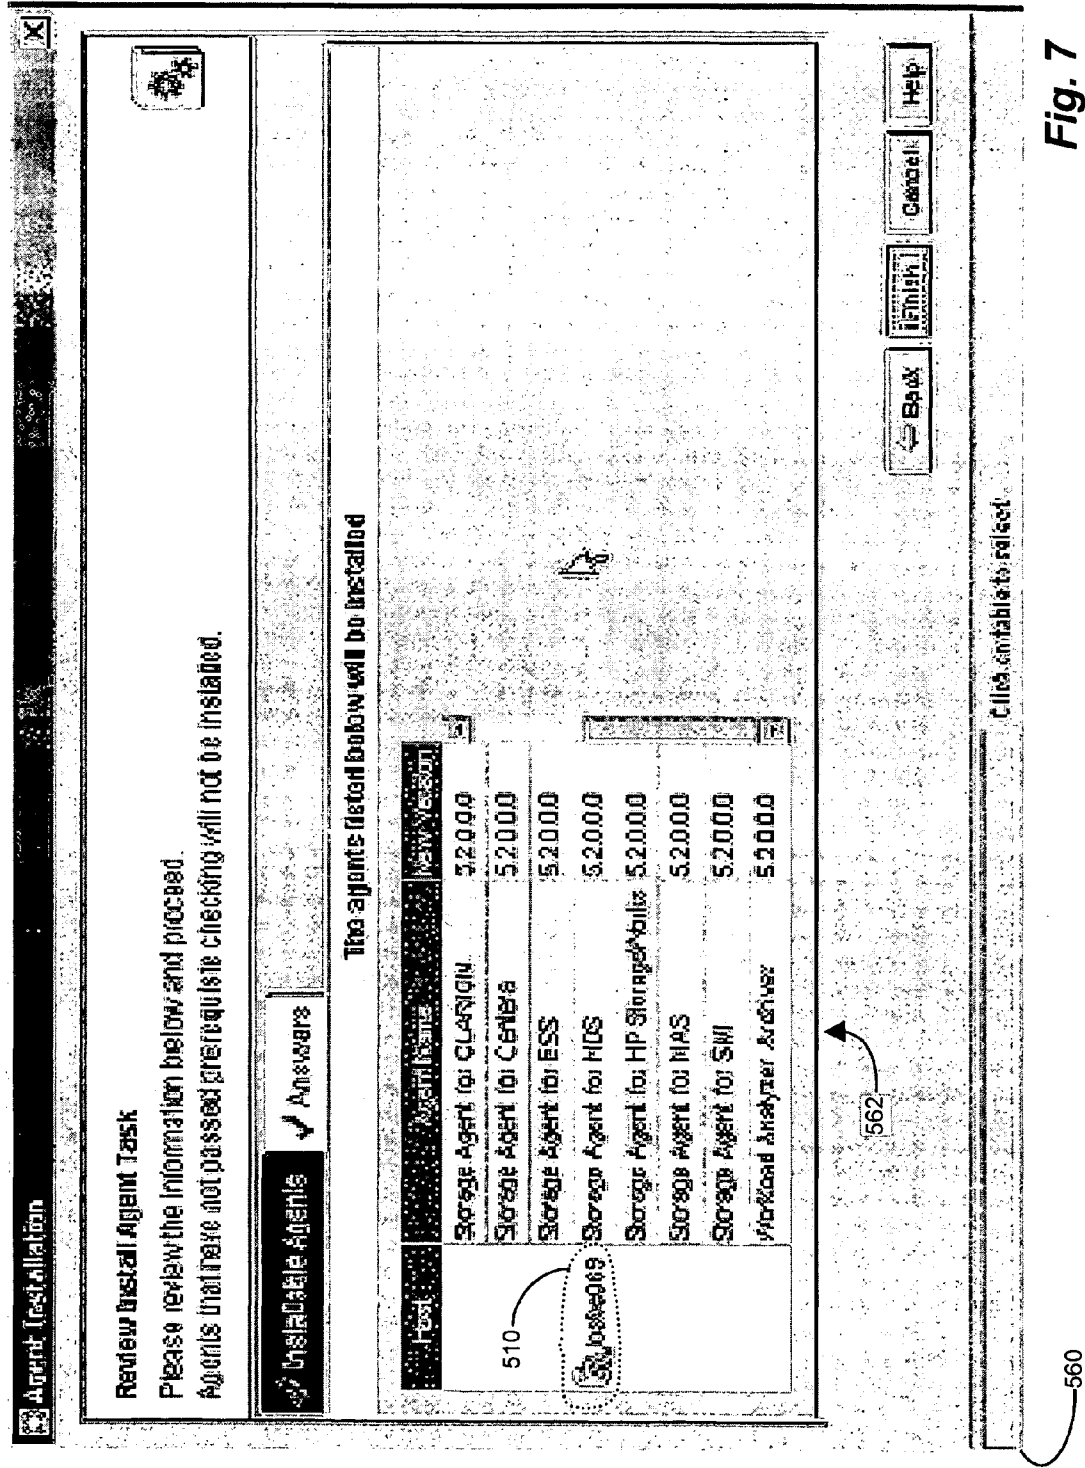 Agent Installation
Review Install Agent Task
Please review the information below and proceed.
Agents that have not passed prerequisite checking will not be installed.
Installable Agents
Answers
The agents listed below will be installed
Host Agent Name New Version
Storage Agent for CLARiiON 5.2.0.0.0
Storage Agent for Centera 5.2.0.0.0
Storage Agent for ESS 5.2.0.0.0
Storage Agent for HDS 5.2.0.0.0
Storage Agent for HP StorageWorks 5.2.0.0.0
Storage Agent for NAS 5.2.0.0.0
Storage Agent for SMI 5.2.0.0.0
Workload Analyzer Archiver 5.2.0.0.0
510
562
Back
Finish
Cancel
Help
Click on table to select
560
Fig. 7